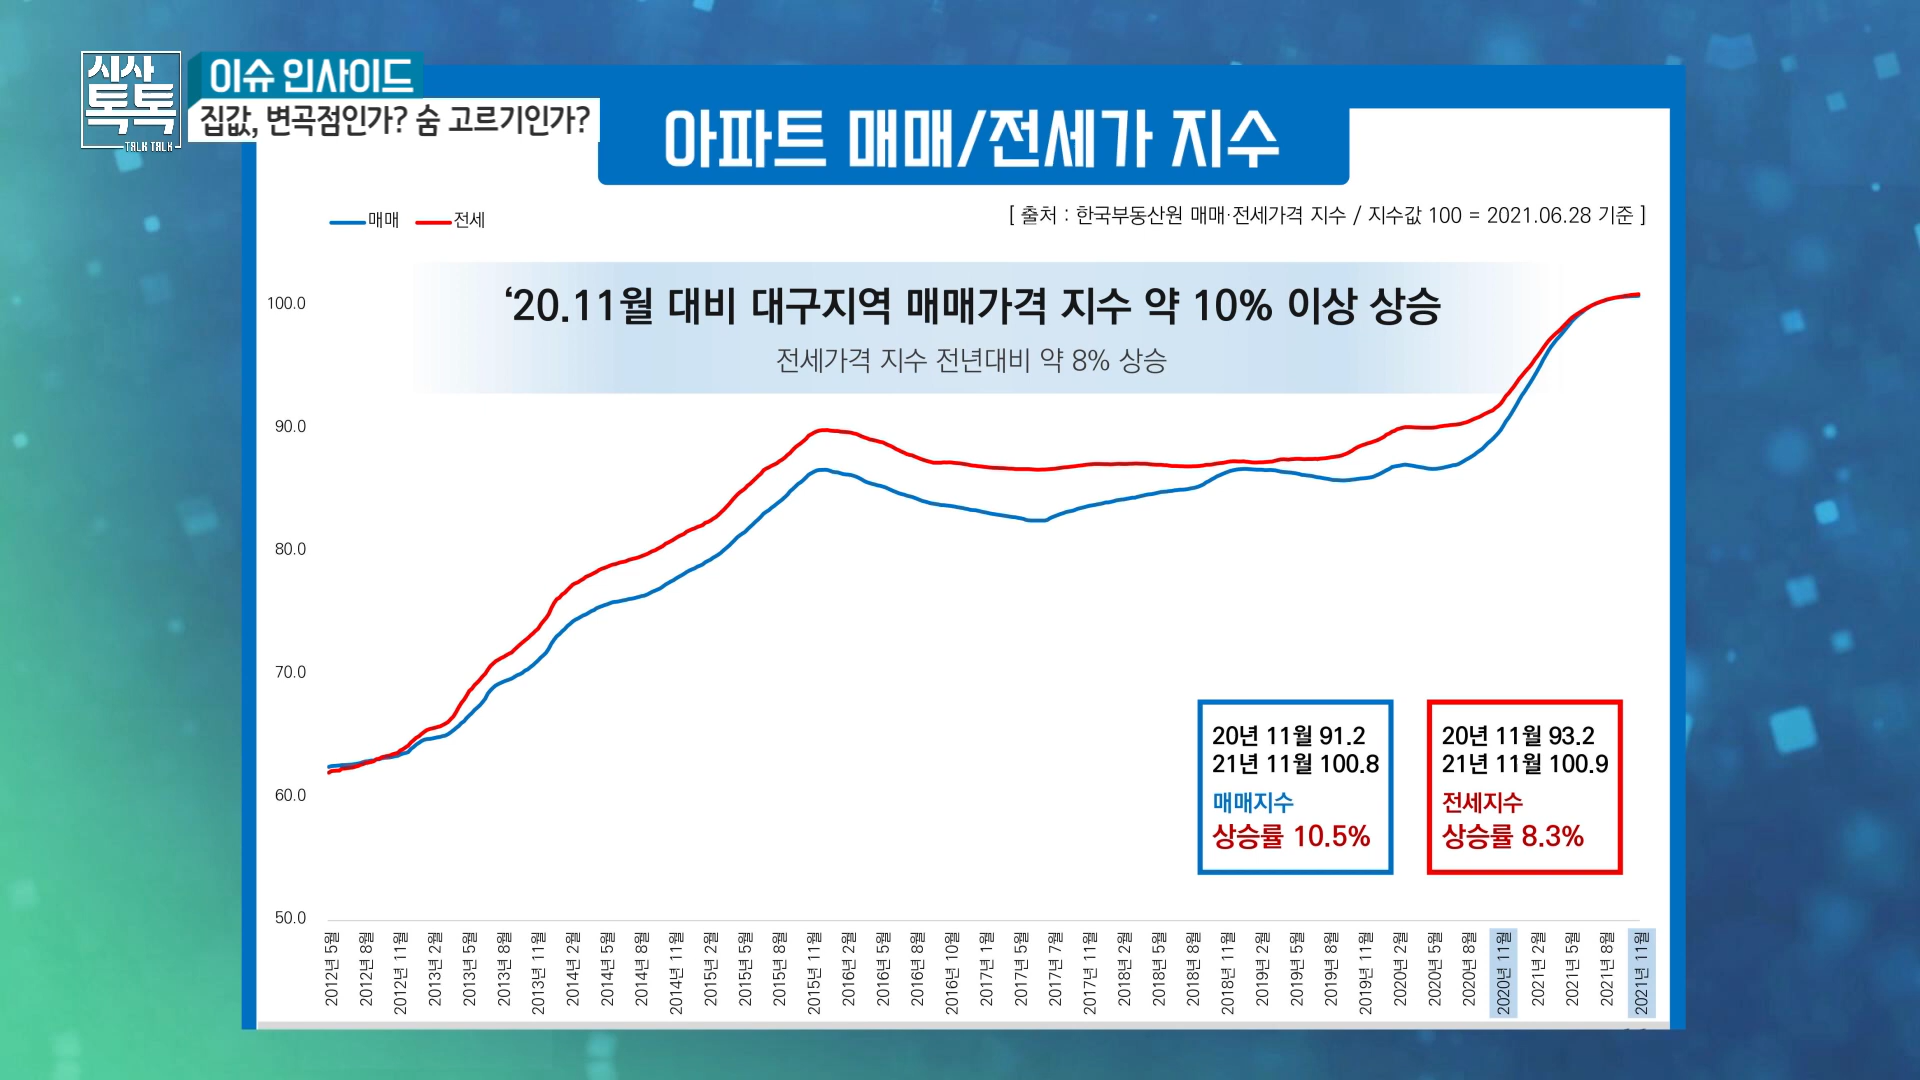 시사
톡톡
TALK TALK
이슈 인사이드
집값, 변곡점인가? 숨 고르기인가?
아파트 매매/전세가 지수
매매 전세
[ 출처 : 한국부동산원 매매·전세가격 지수 / 지수값 100 = 2021.06.28 기준 ]
‘20.11월 대비 대구지역 매매가격 지수 약 10% 이상 상승
전세가격 지수 전년대비 약 8% 상승
100.0
90.0
80.0
70.0
60.0
50.0
20년 11월 91.2
21년 11월 100.8
매매지수
상승률 10.5%
20년 11월 93.2
21년 11월 100.9
전세지수
상승률 8.3%
2012년 5월
2012년 8월
2012년 11월
2013년 2월
2013년 5월
2013년 8월
2013년 11월
2014년 2월
2014년 5월
2014년 8월
2014년 11월
2015년 2월
2015년 5월
2015년 8월
2015년 11월
2016년 2월
2016년 5월
2016년 8월
2016년 10월
2017년 11월
2017년 5월
2017년 7월
2017년 11월
2018년 2월
2018년 5월
2018년 8월
2018년 11월
2019년 2월
2019년 5월
2019년 8월
2019년 11월
2020년 2월
2020년 5월
2020년 8월
2020년 11월
2021년 2월
2021년 5월
2021년 8월
2021년 11월